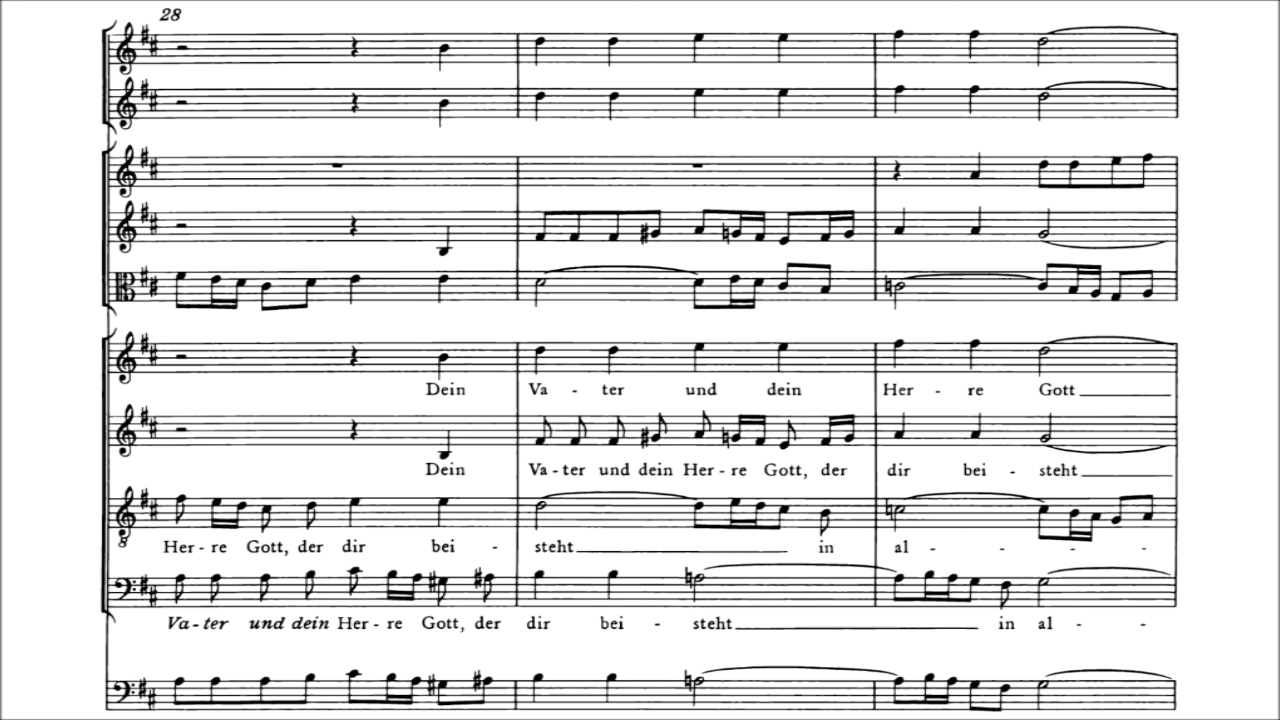 28
Dein Va - ter und dein Her - re Gott
Dein Va - ter und dein Her - re Gott, der dir bei - steht
Her - re Gott, der dir bei - steht in al - - - - -
Va - ter und dein Her - re Gott, der dir bei - steht in al - -